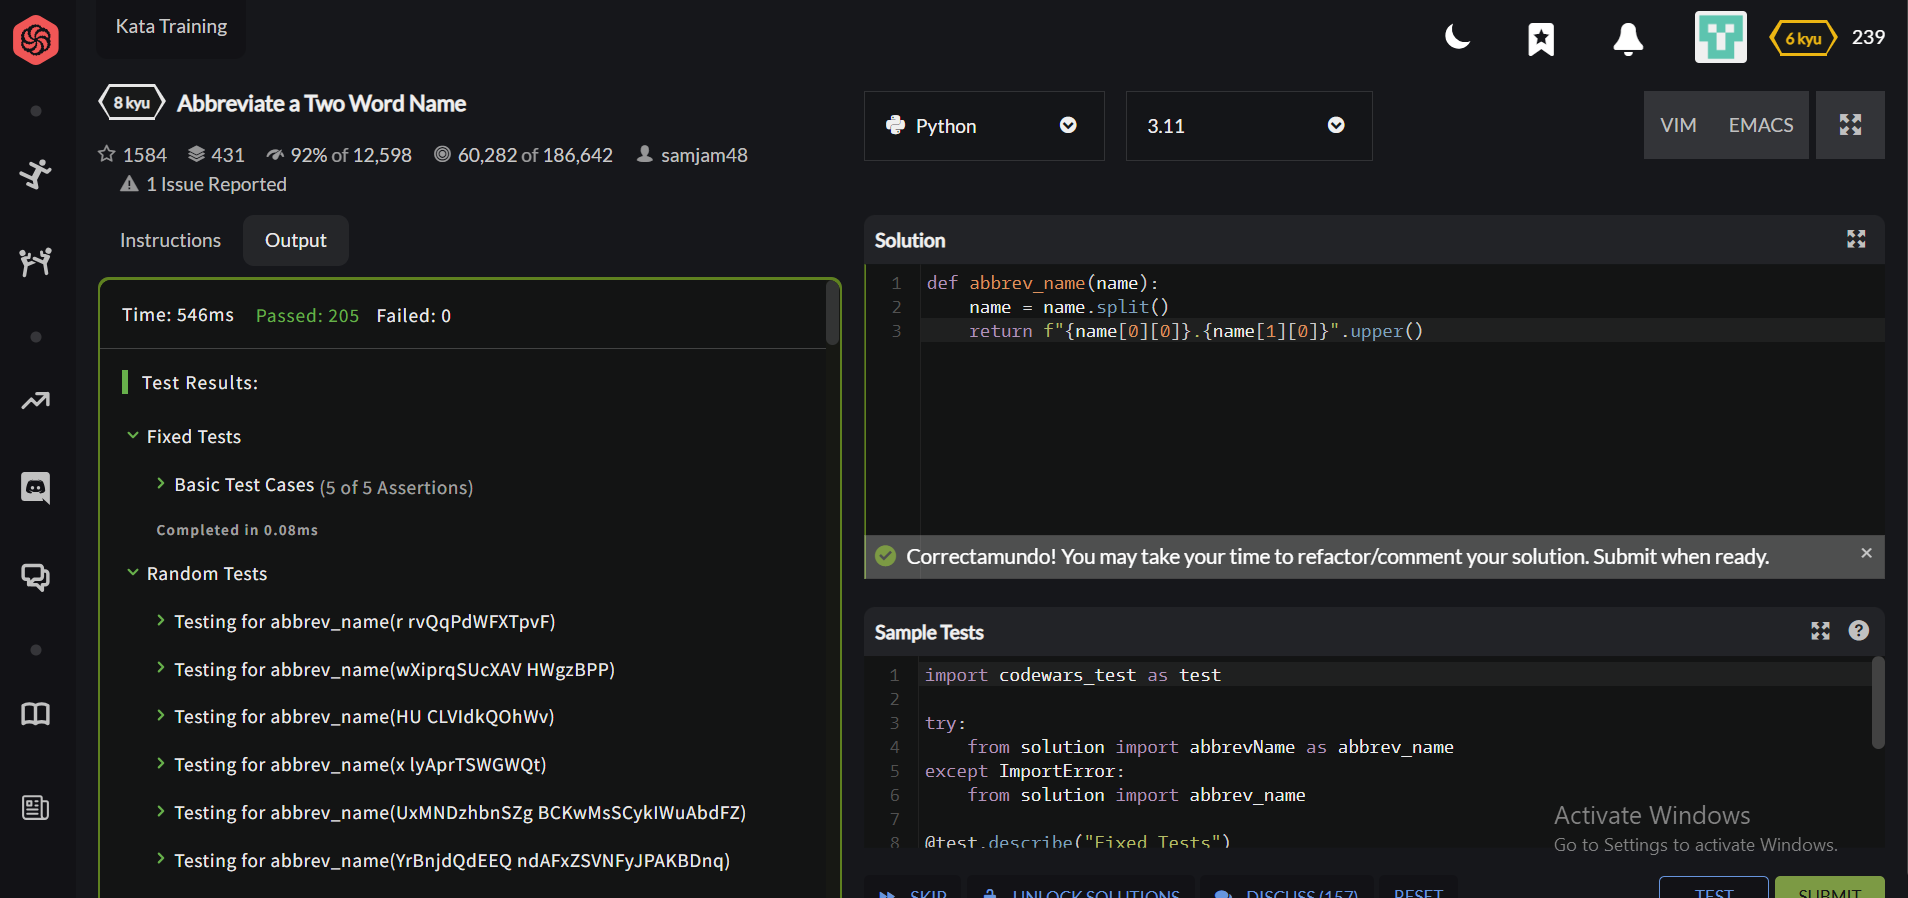 Kata Training
6 kyu 239
8 kyu Abbreviate a Two Word Name
1584 431 92% of 12,598 60,282 of 186,642 samjam48
1 Issue Reported
Instructions Output
Time: 546ms Passed: 205 Failed: 0
Test Results:
Fixed Tests
Basic Test Cases (5 of 5 Assertions)
Completed in 0.08ms
Random Tests
Testing for abbrev_name(r rvQqPdWFXTpvF)
Testing for abbrev_name(wXiprqSUcXAV HWgzBPP)
Testing for abbrev_name(HU CLVIdkQOhWv)
Testing for abbrev_name(x lyAprTSWGWQt)
Testing for abbrev_name(UxMNDzhbnSZg BCKwMsSCykIWuAbdFZ)
Testing for abbrev_name(YrBnjdQdEEQ ndAFxZSVNFyJPAKBDnq)
Python 3.11 VIM EMACS
Solution
1 def abbrev_name(name):
2 name = name.split()
3 return f"{name[0][0]}.{name[1][0]}".upper()
Correctamundo! You may take your time to refactor/comment your solution. Submit when ready. ×
Sample Tests ?
1 import codewars_test as test
2
3 try:
4 from solution import abbrevName as abbrev_name
5 except ImportError:
6 from solution import abbrev_name
7
8 @test.describe("Fixed Tests")
Activate Windows
Go to Settings to activate Windows.
SKIP UNLOCK SOLUTIONS DISCUSS (157) RESET TEST SUBMIT